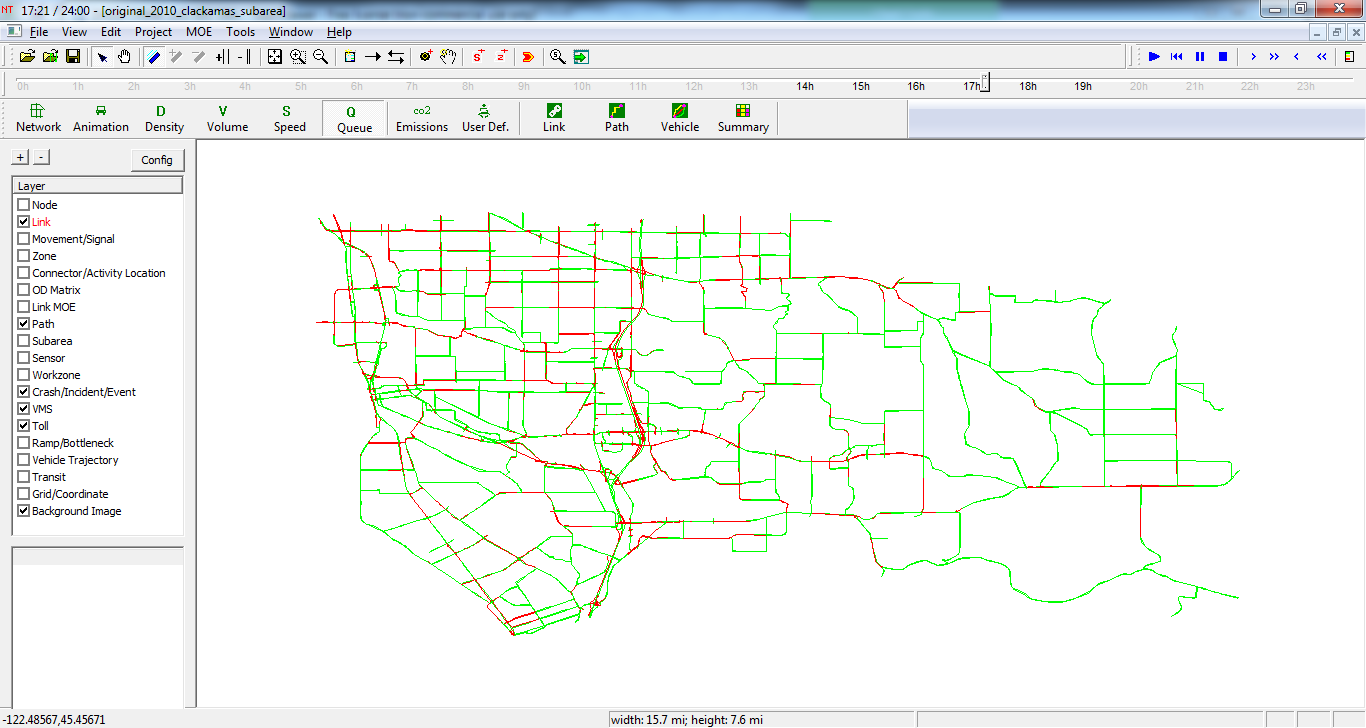 NT 17:21 / 24:00 - [original_2010_clackamas_subarea]
File View Edit Project MOE Tools Window Help
0h 1h 2h 3h 4h 5h 6h 7h 8h 9h 10h 11h 12h 13h 14h 15h 16h 17h 18h 19h 20h 21h 22h 23h
D V S Q co2
Network Animation Density Volume Speed Queue Emissions User Def. Link Path Vehicle Summary
+ - Config
Layer
Node
Link
Movement/Signal
Zone
Connector/Activity Location
OD Matrix
Link MOE
Path
Subarea
Sensor
Workzone
Crash/Incident/Event
VMS
Toll
Ramp/Bottleneck
Vehicle Trajectory
Transit
Grid/Coordinate
Background Image
-122.48567,45.45671 width: 15.7 mi; height: 7.6 mi